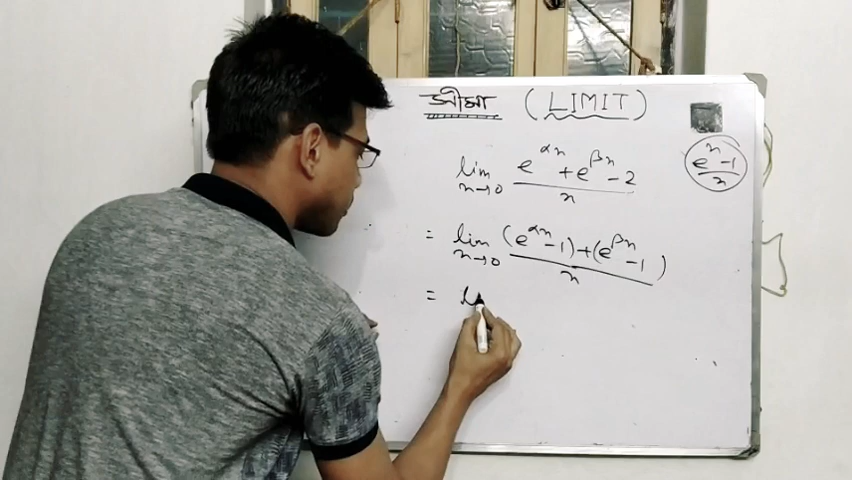 সীমা (LIMIT)
lim x→0 (e^αx + e^βx - 2)/x
(e^x - 1)/x
= lim x→0 ((e^αx - 1) + (e^βx - 1))/x
= li